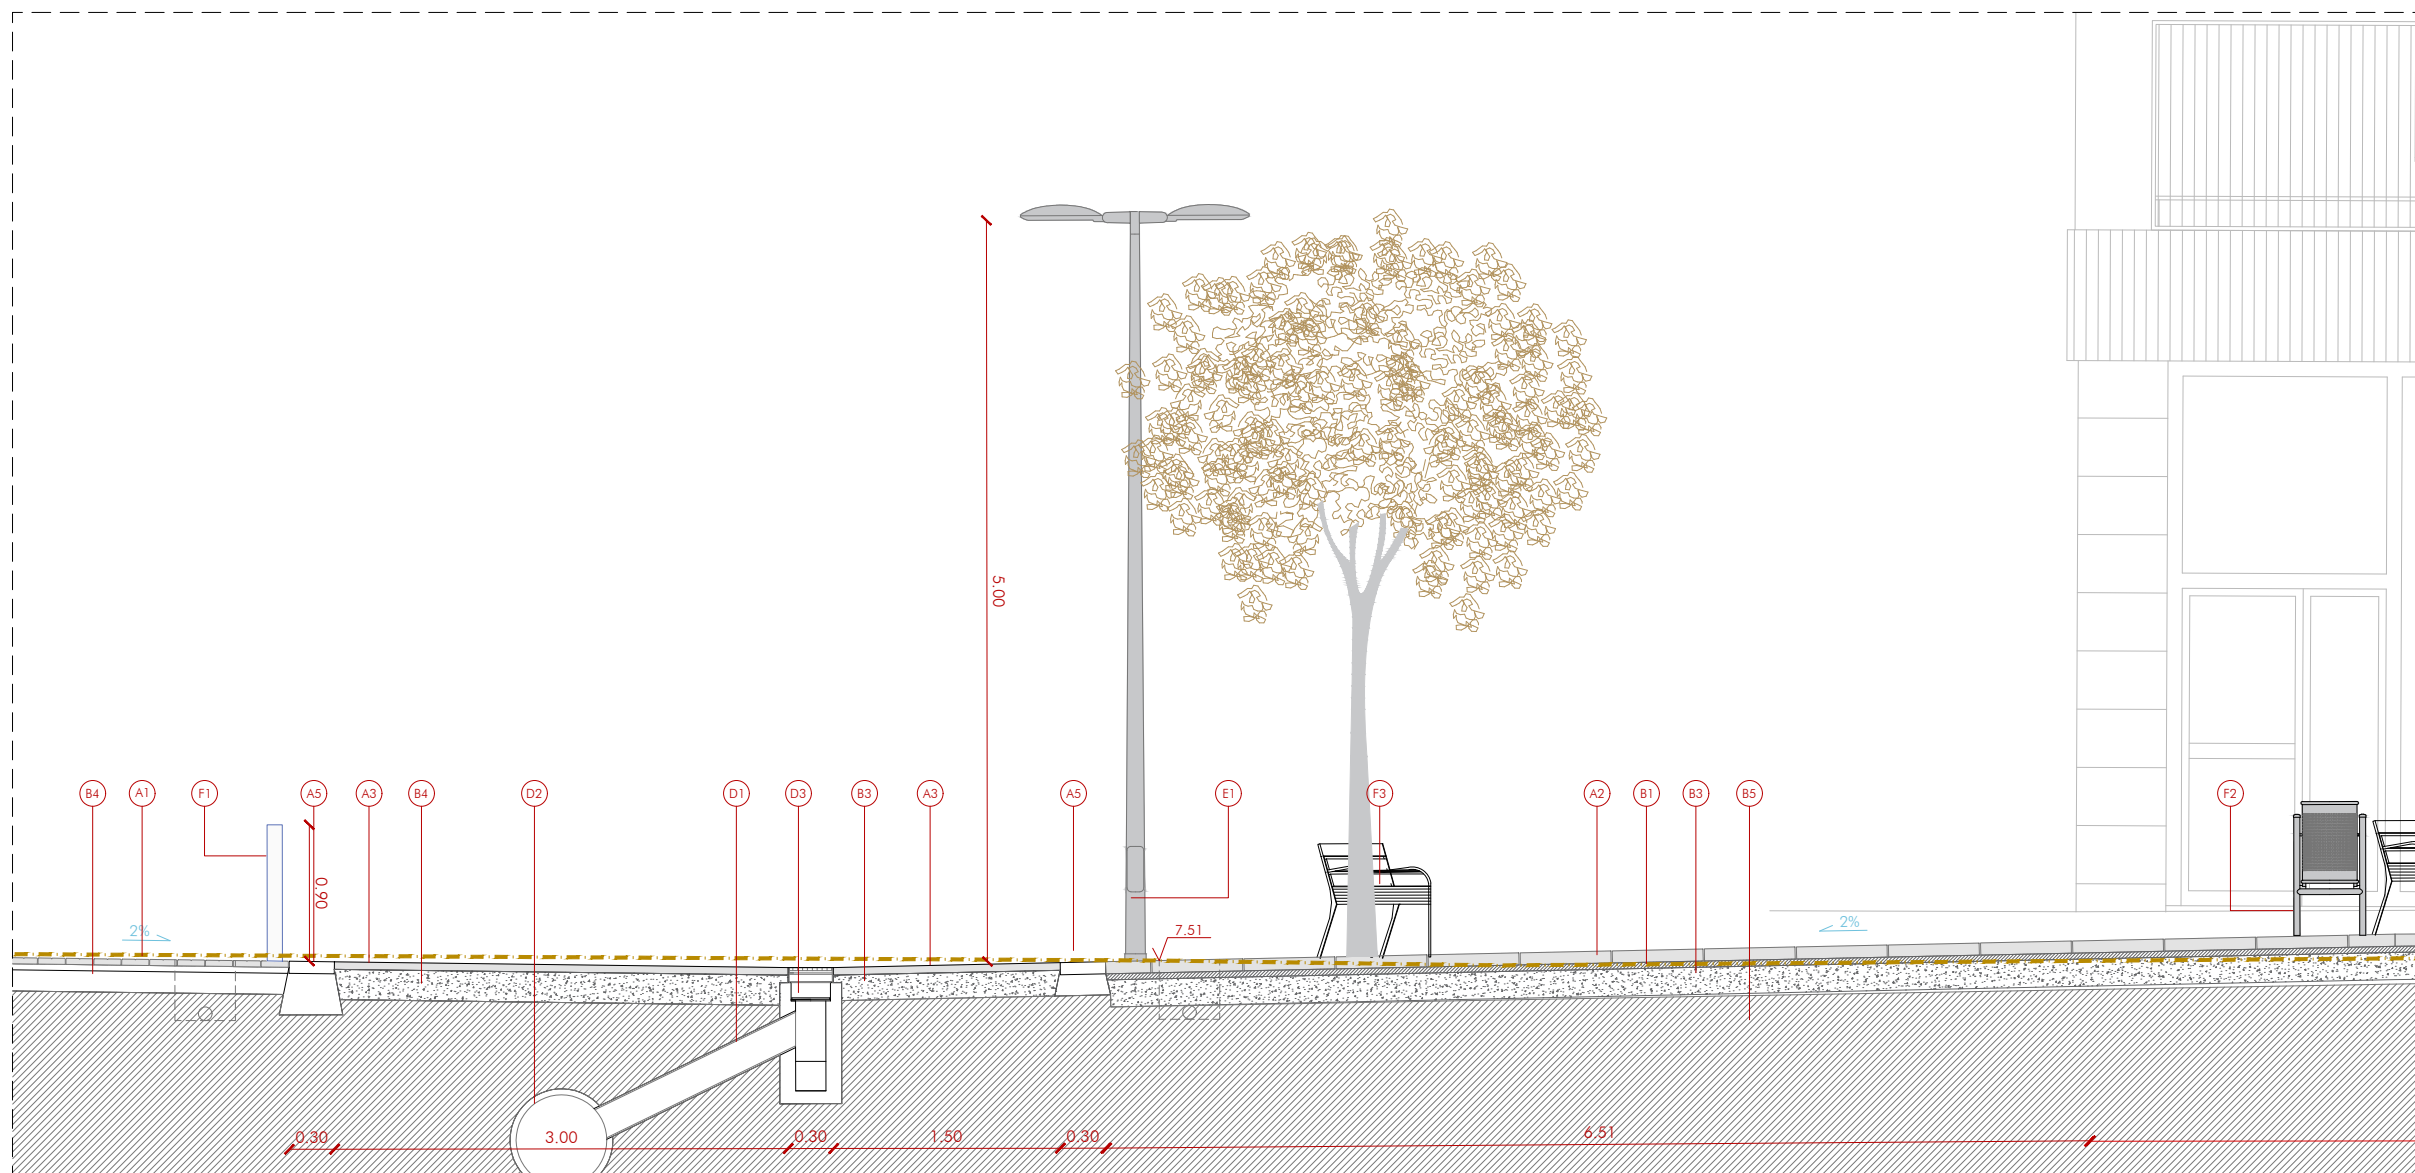 5.00
B4 A1 F1 A5 A3 B4 D2 D1 D3 B3 A3 A5 E1 F3 A2 B1 B3 B5 F2
0.90
2% 7.51 2%
0.30 3.00 0.30 1.50 0.30 6.51